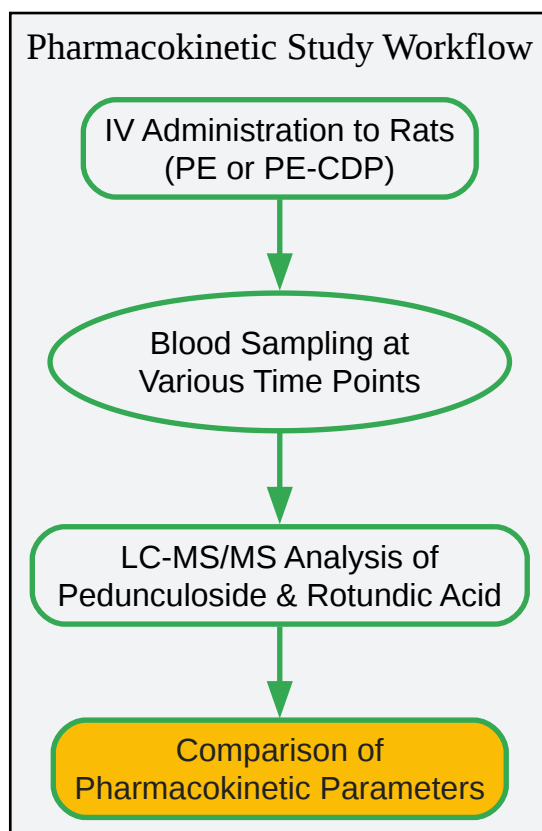 Pharmacokinetic Study Workflow
IV Administration to Rats
(PE or PE-CDP)
Blood Sampling at
Various Time Points
LC-MS/MS Analysis of
Pedunculoside & Rotundic Acid
Comparison of
Pharmacokinetic Parameters